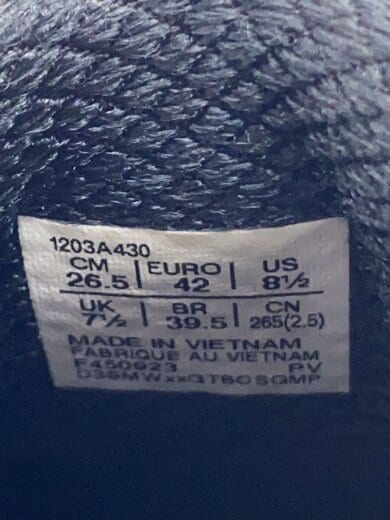 1203A430
CM 26.5 | EURO 42 | US 8½
UK 7½ | BR 39.5 | CN 265(2.5)
MADE IN VIETNAM
FABRIQUE AU VIETNAM
F450923 PV